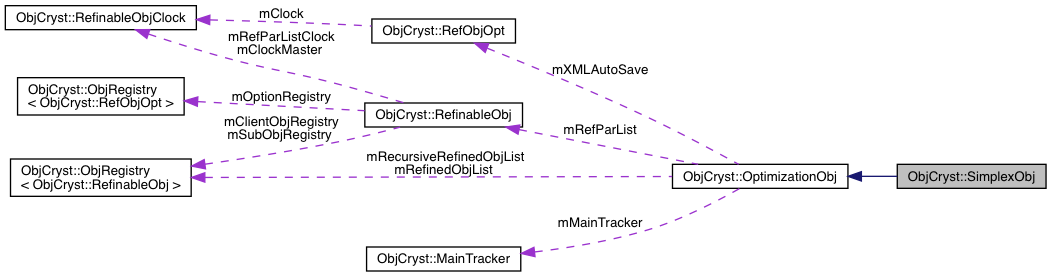 ObjCryst::RefinableObjClock
mClock
ObjCryst::RefObjOpt
mRefParListClock
mClockMaster
mXMLAutoSave
ObjCryst::ObjRegistry
< ObjCryst::RefObjOpt >
mOptionRegistry
ObjCryst::RefinableObj
mClientObjRegistry
mSubObjRegistry
mRefParList
ObjCryst::ObjRegistry
< ObjCryst::RefinableObj >
mRecursiveRefinedObjList
mRefinedObjList
ObjCryst::OptimizationObj
ObjCryst::SimplexObj
mMainTracker
ObjCryst::MainTracker